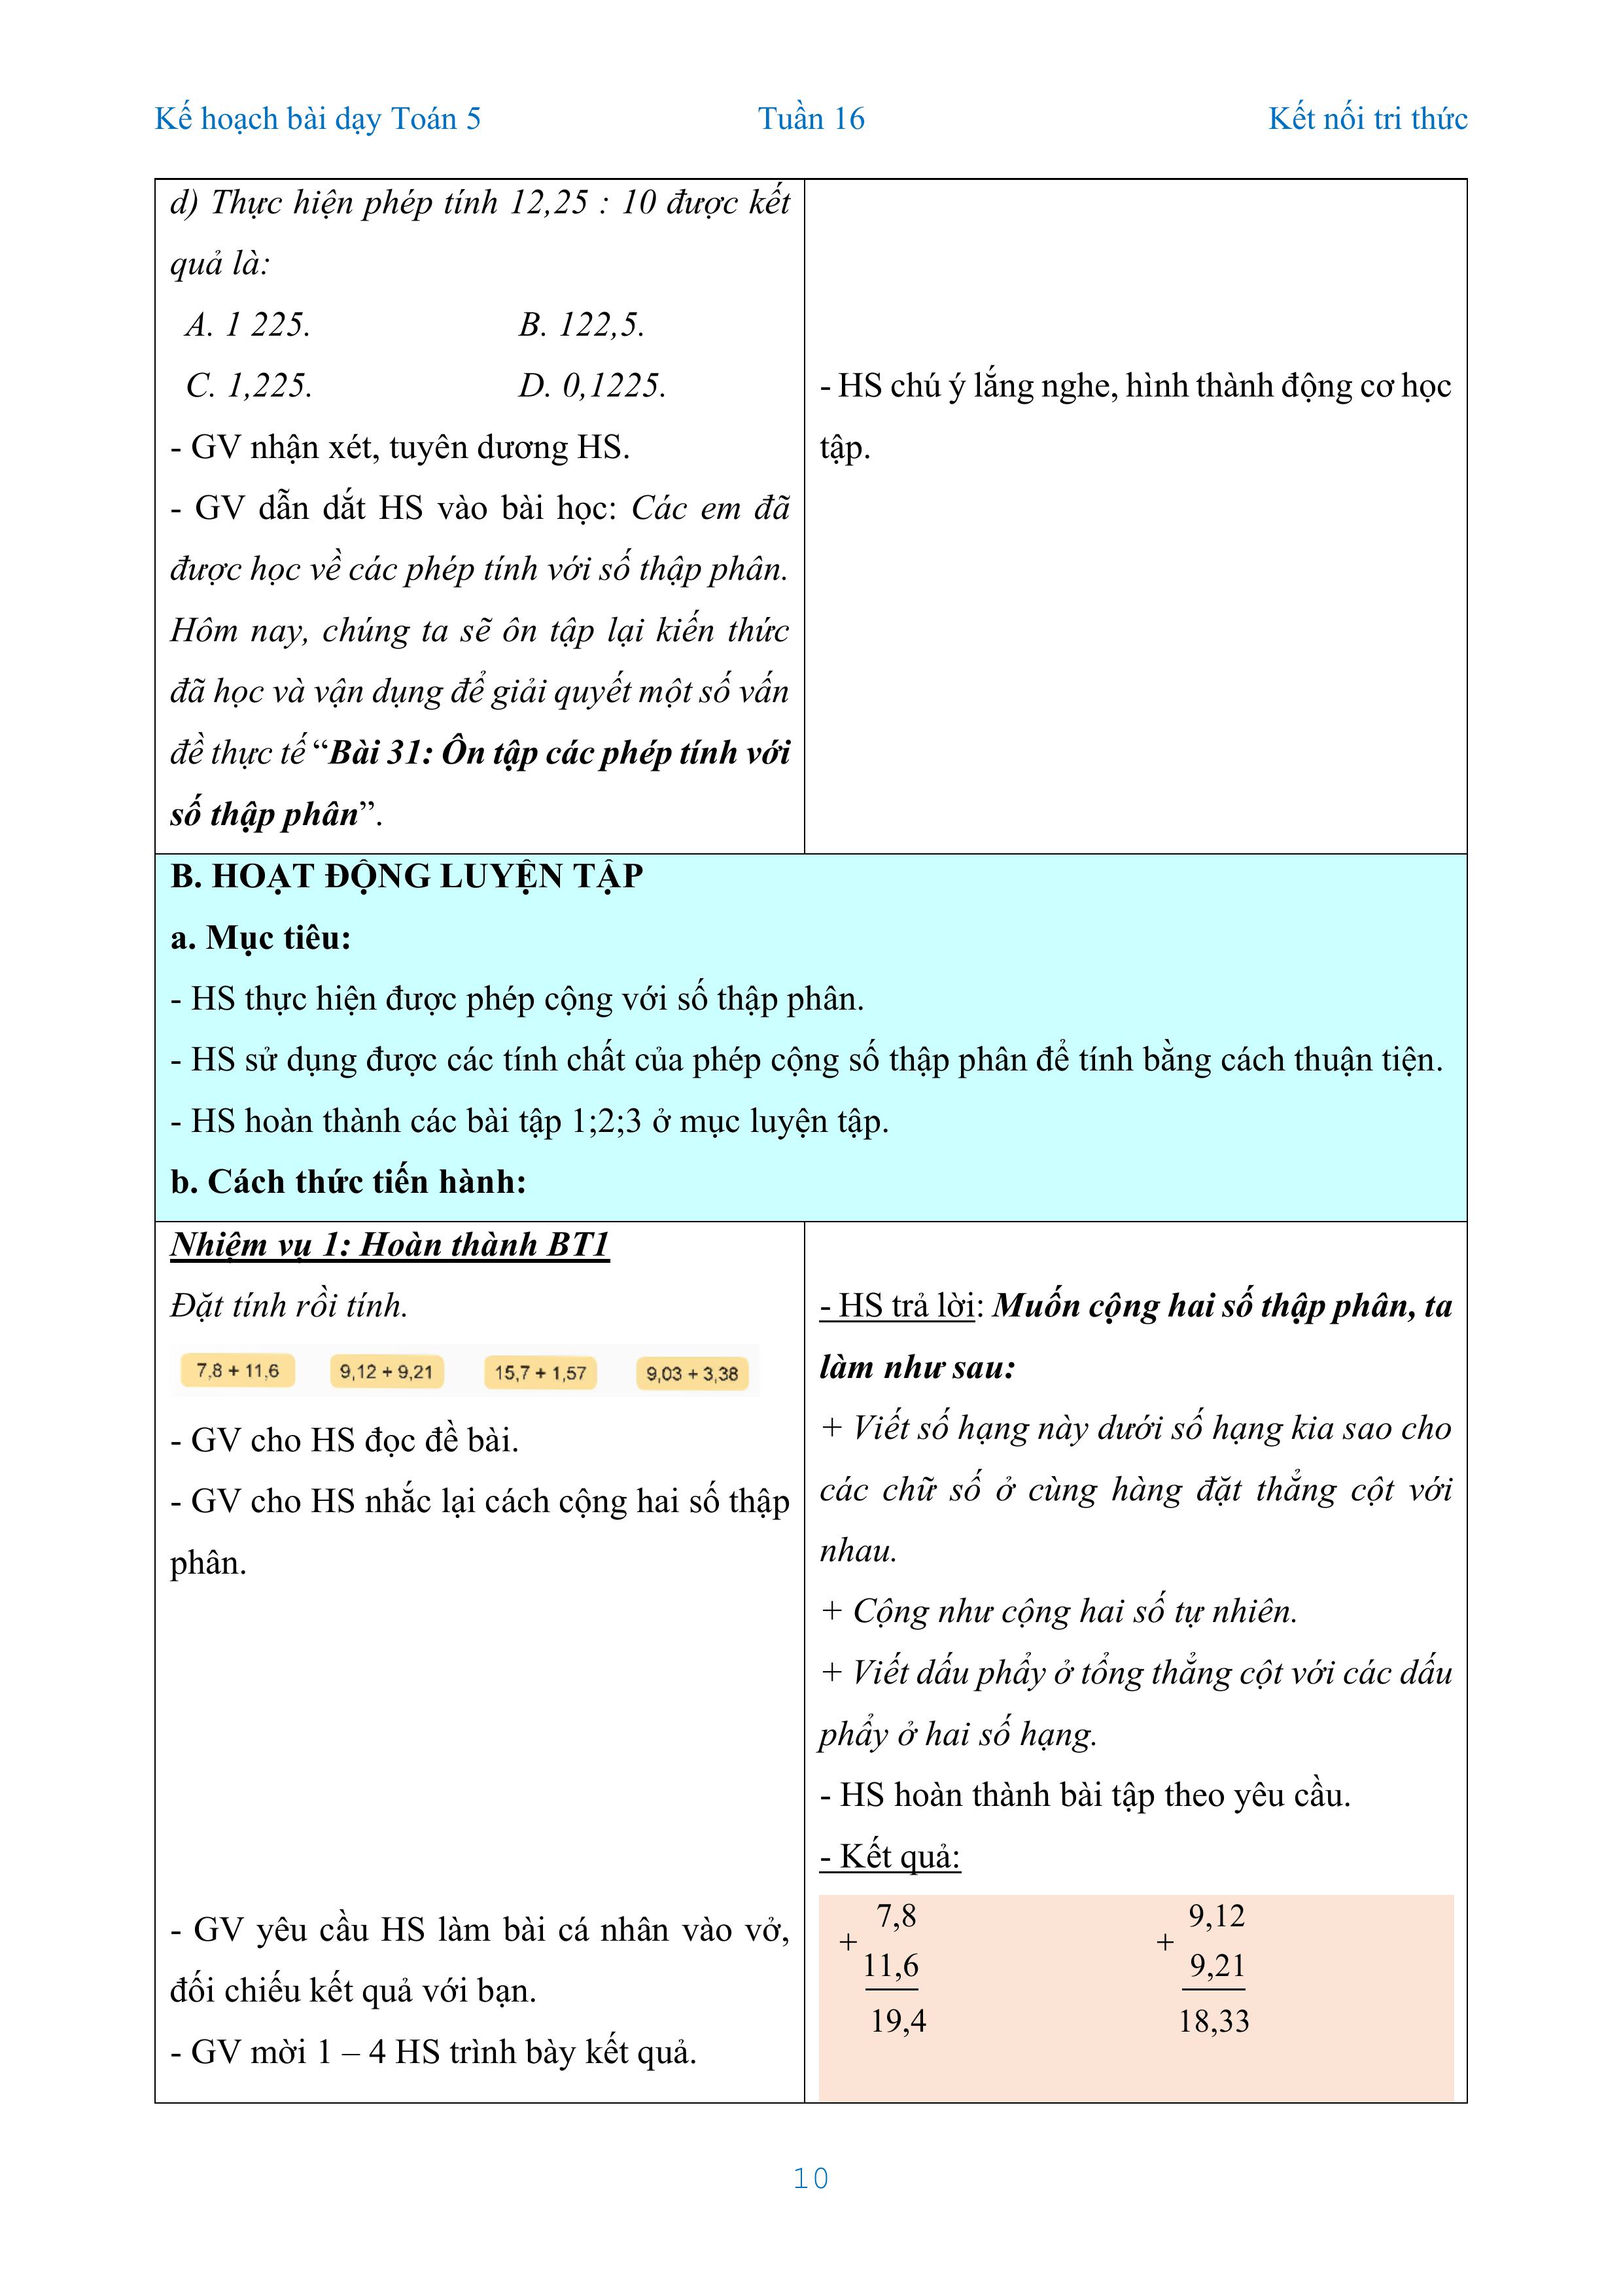 Kế hoạch bài dạy Toán 5 Tuần 16 Kết nối tri thức
d) Thực hiện phép tính 12,25 : 10 được kết
quả là:
A. 1 225. B. 122,5.
C. 1,225. D. 0,1225.
- GV nhận xét, tuyên dương HS.
- GV dẫn dắt HS vào bài học: Các em đã
được học về các phép tính với số thập phân.
Hôm nay, chúng ta sẽ ôn tập lại kiến thức
đã học và vận dụng để giải quyết một số vấn
đề thực tế “Bài 31: Ôn tập các phép tính với
số thập phân”.
- HS chú ý lắng nghe, hình thành động cơ học
tập.
B. HOẠT ĐỘNG LUYỆN TẬP
a. Mục tiêu:
- HS thực hiện được phép cộng với số thập phân.
- HS sử dụng được các tính chất của phép cộng số thập phân để tính bằng cách thuận tiện.
- HS hoàn thành các bài tập 1;2;3 ở mục luyện tập.
b. Cách thức tiến hành:
Nhiệm vụ 1: Hoàn thành BT1
Đặt tính rồi tính.
7,8 + 11,6 9,12 + 9,21 15,7 + 1,57 9,03 + 3,38
- GV cho HS đọc đề bài.
- GV cho HS nhắc lại cách cộng hai số thập
phân.
- GV yêu cầu HS làm bài cá nhân vào vở,
đối chiếu kết quả với bạn.
- GV mời 1 – 4 HS trình bày kết quả.
- HS trả lời: Muốn cộng hai số thập phân, ta
làm như sau:
+ Viết số hạng này dưới số hạng kia sao cho
các chữ số ở cùng hàng đặt thẳng cột với
nhau.
+ Cộng như cộng hai số tự nhiên.
+ Viết dấu phẩy ở tổng thẳng cột với các dấu
phẩy ở hai số hạng.
- HS hoàn thành bài tập theo yêu cầu.
- Kết quả:
7,8 9,12
+ +
11,6 9,21
19,4 18,33
10